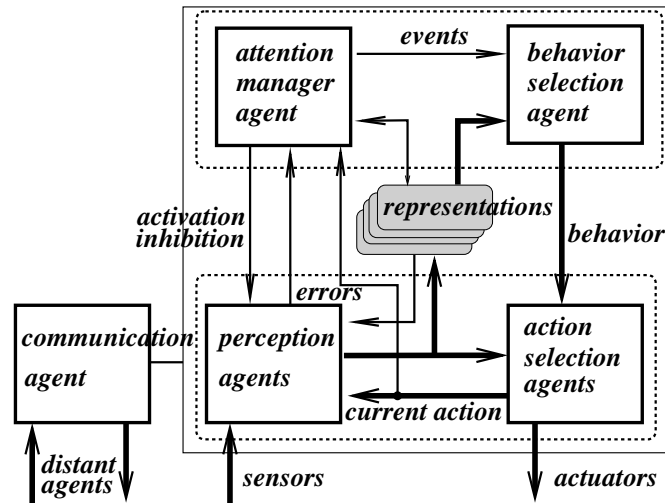 attention
manager
agent
events
behavior
selection
agent
activation
inhibition
representations
behavior
errors
communication
agent
perception
agents
action
selection
agents
current action
distant
agents
sensors
actuators